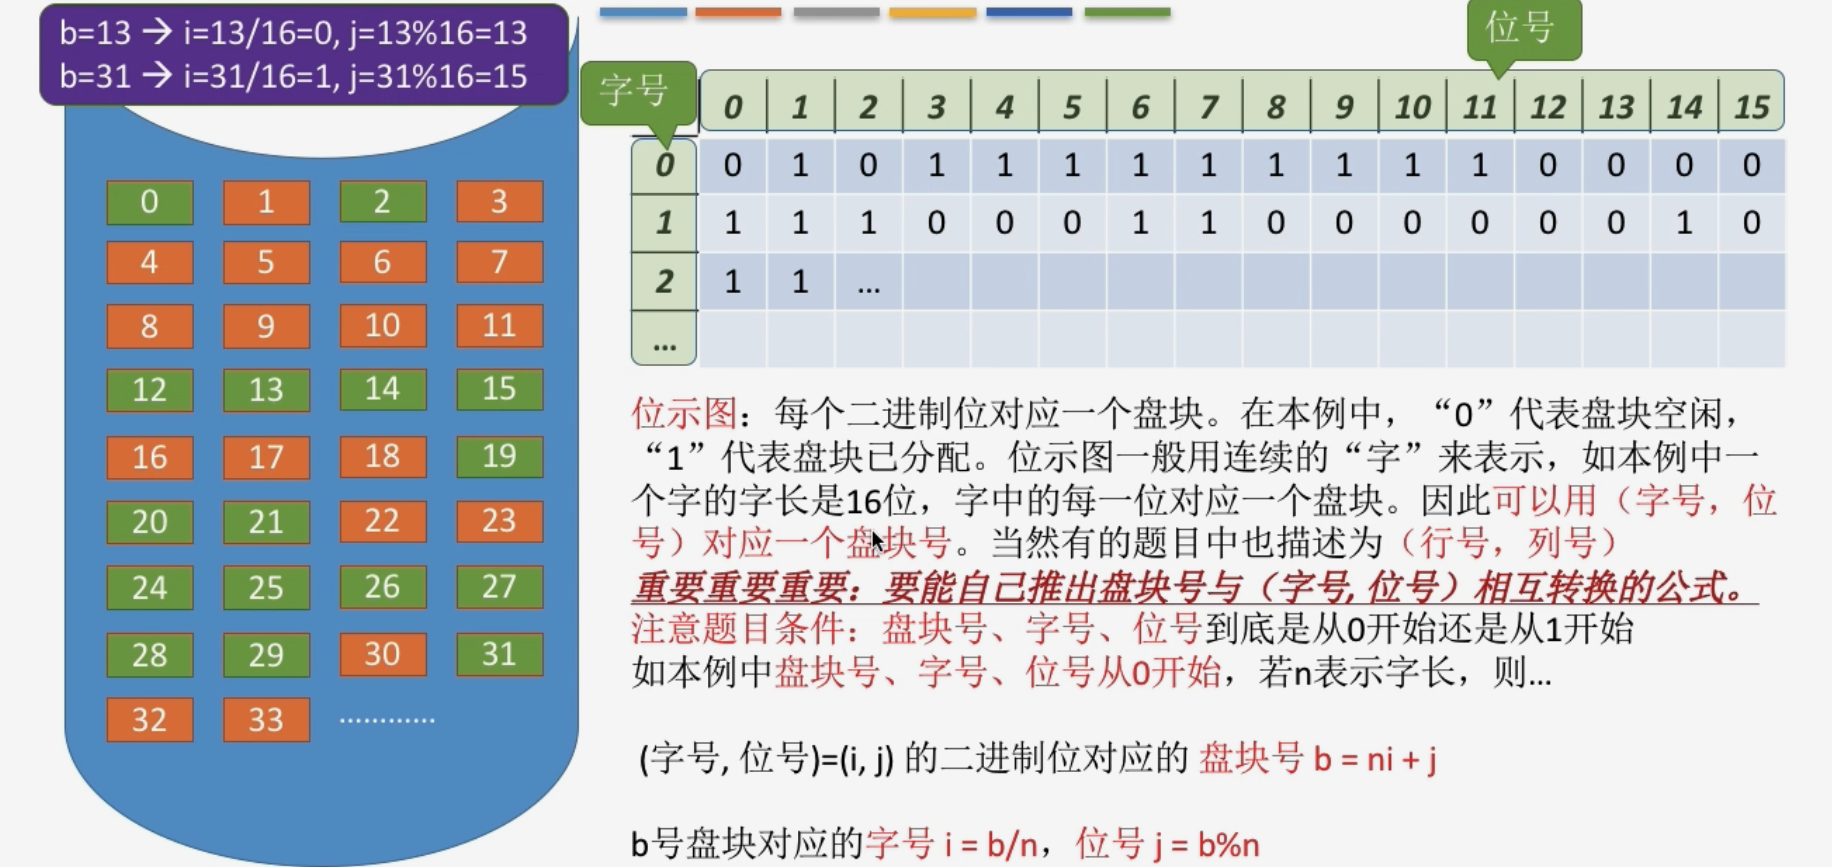 b=13 → i=13/16=0, j=13%16=13
b=31 → i=31/16=1, j=31%16=15
0 1 2 3
4 5 6 7
8 9 10 11
12 13 14 15
16 17 18 19
20 21 22 23
24 25 26 27
28 29 30 31
32 33 …………
位号
字号
0 1 2 3 4 5 6 7 8 9 10 11 12 13 14 15
0 0 1 0 1 1 1 1 1 1 1 1 1 0 0 0 0
1 1 1 1 0 0 0 1 1 0 0 0 0 0 0 1 0
2 1 1 ...
...
位示图：每个二进制位对应一个盘块。在本例中，“0”代表盘块空闲，
“1”代表盘块已分配。位示图一般用连续的“字”来表示，如本例中一
个字的字长是16位，字中的每一位对应一个盘块。因此可以用（字号，位
号）对应一个盘块号。当然有的题目中也描述为（行号，列号）
重要重要重要：要能自己推出盘块号与（字号, 位号）相互转换的公式。
注意题目条件：盘块号、字号、位号到底是从0开始还是从1开始
如本例中盘块号、字号、位号从0开始，若n表示字长，则...
(字号, 位号)=(i, j) 的二进制位对应的 盘块号 b = ni + j
b号盘块对应的字号 i = b/n，位号 j = b%n